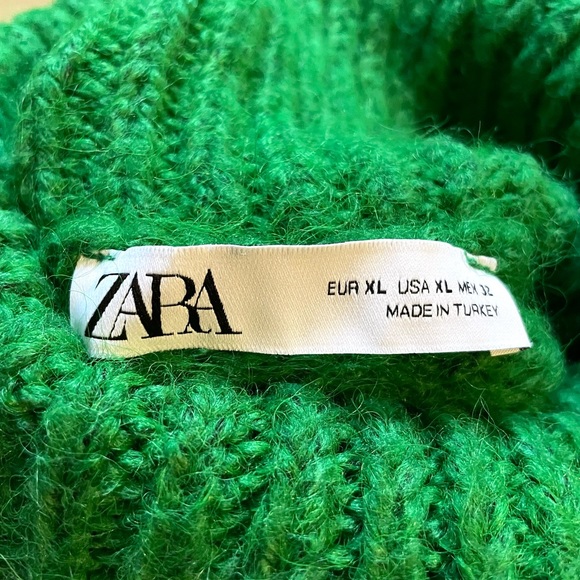 ZARA
EUR XL USA XL MEX 32
MADE IN TURKEY